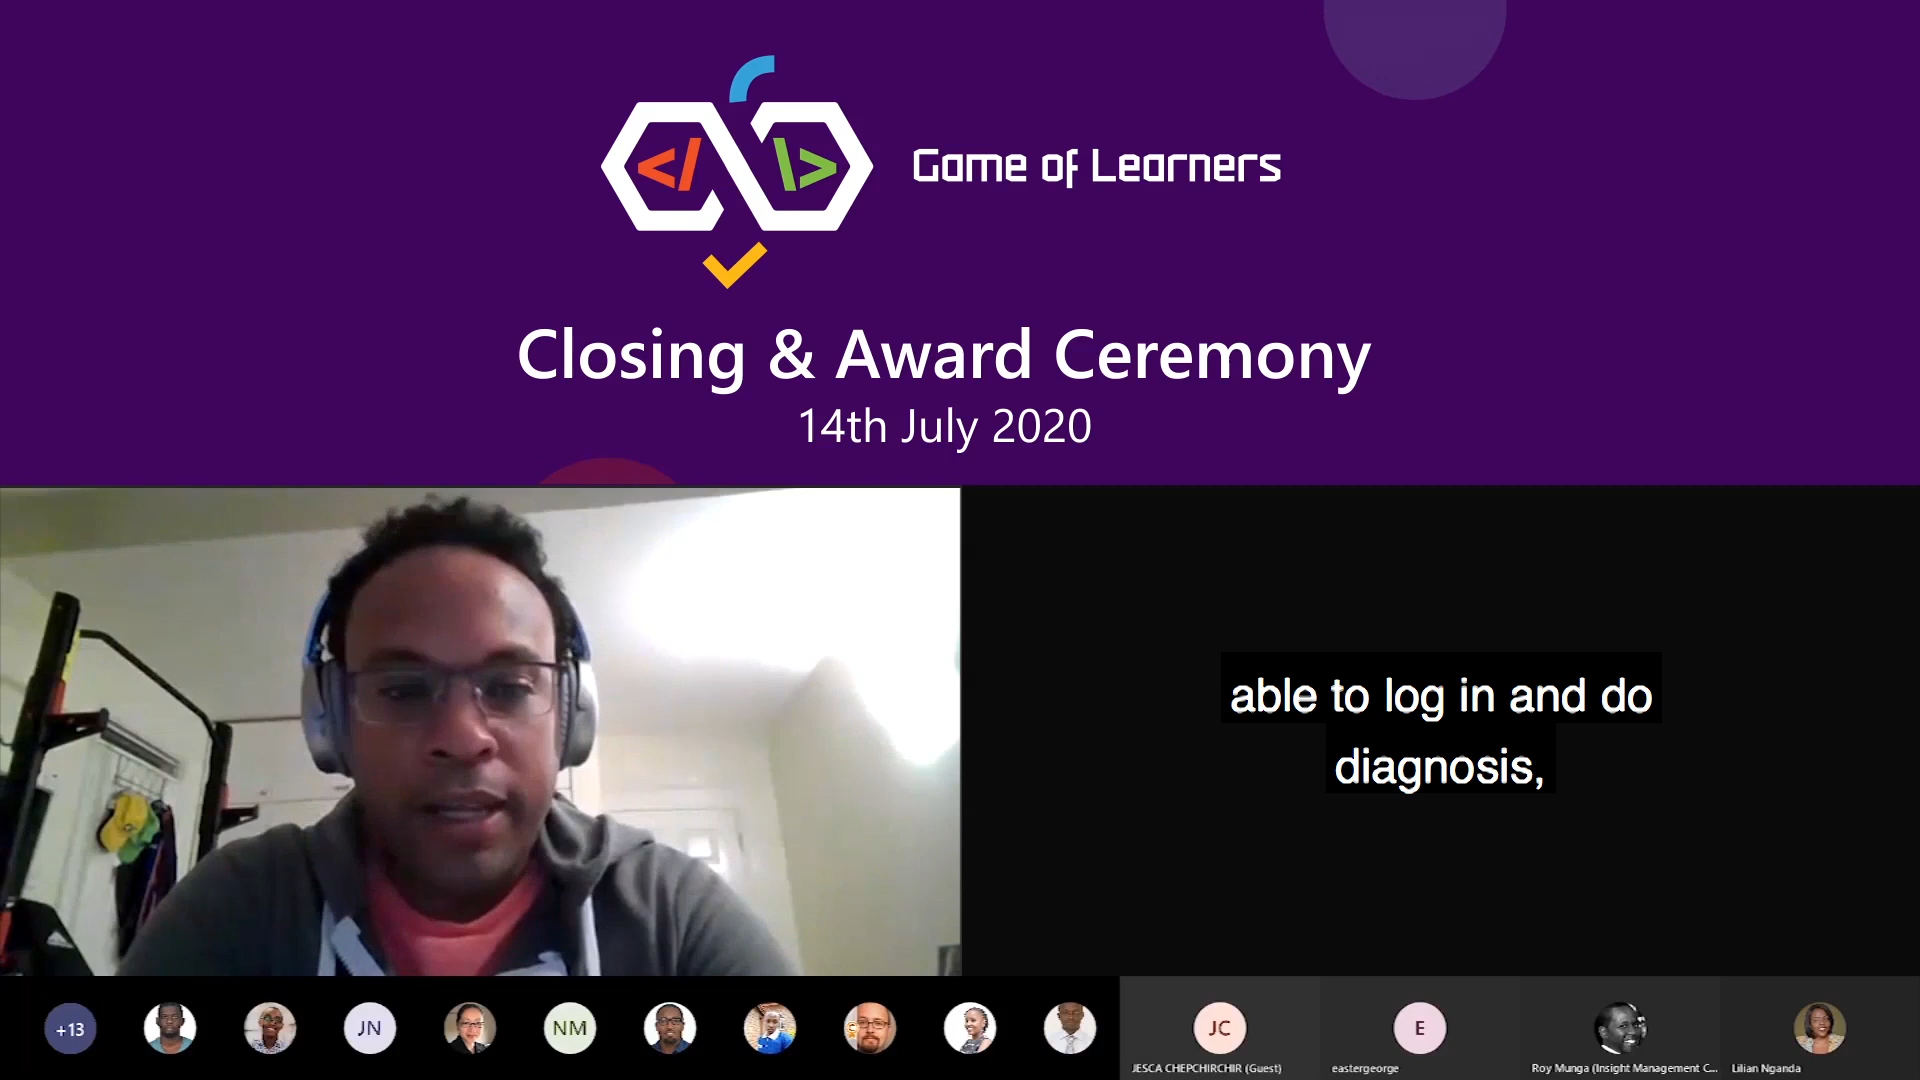 </ \>
Game of Learners
Closing & Award Ceremony
14th July 2020
able to log in and do
diagnosis,
+13
JN
NM
JC
E
JESCA CHEPCHIRCHIR (Guest)
eastergeorge
Roy Munga (Insight Management C...
Lilian Nganda